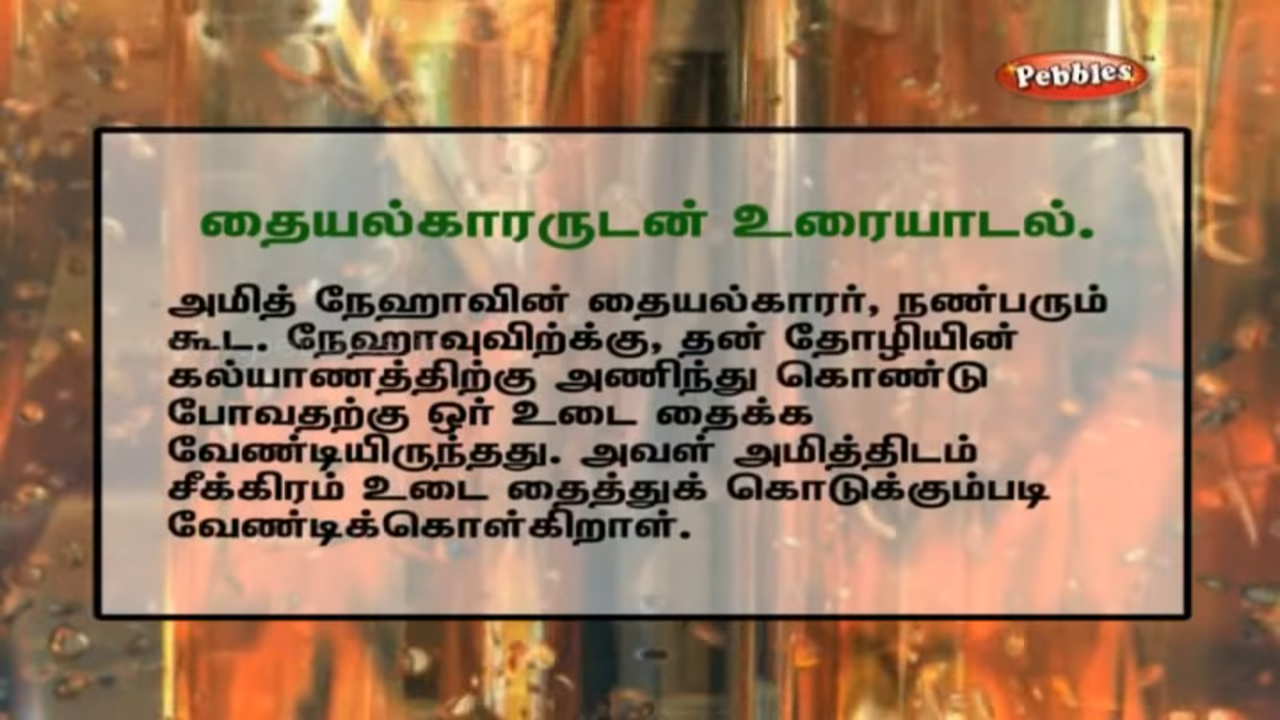 Pebbles™
தையல்காரருடன் உரையாடல்.
அமித் நேஹாவின் தையல்காரர், நண்பரும்
கூட. நேஹாவுவிற்க்கு, தன் தோழியின்
கல்யாணத்திற்கு அணிந்து கொண்டு
போவதற்கு ஓர் உடை தைக்க
வேண்டியிருந்தது. அவள் அமித்திடம்
சீக்கிரம் உடை தைத்துக் கொடுக்கும்படி
வேண்டிக்கொள்கிறாள்.